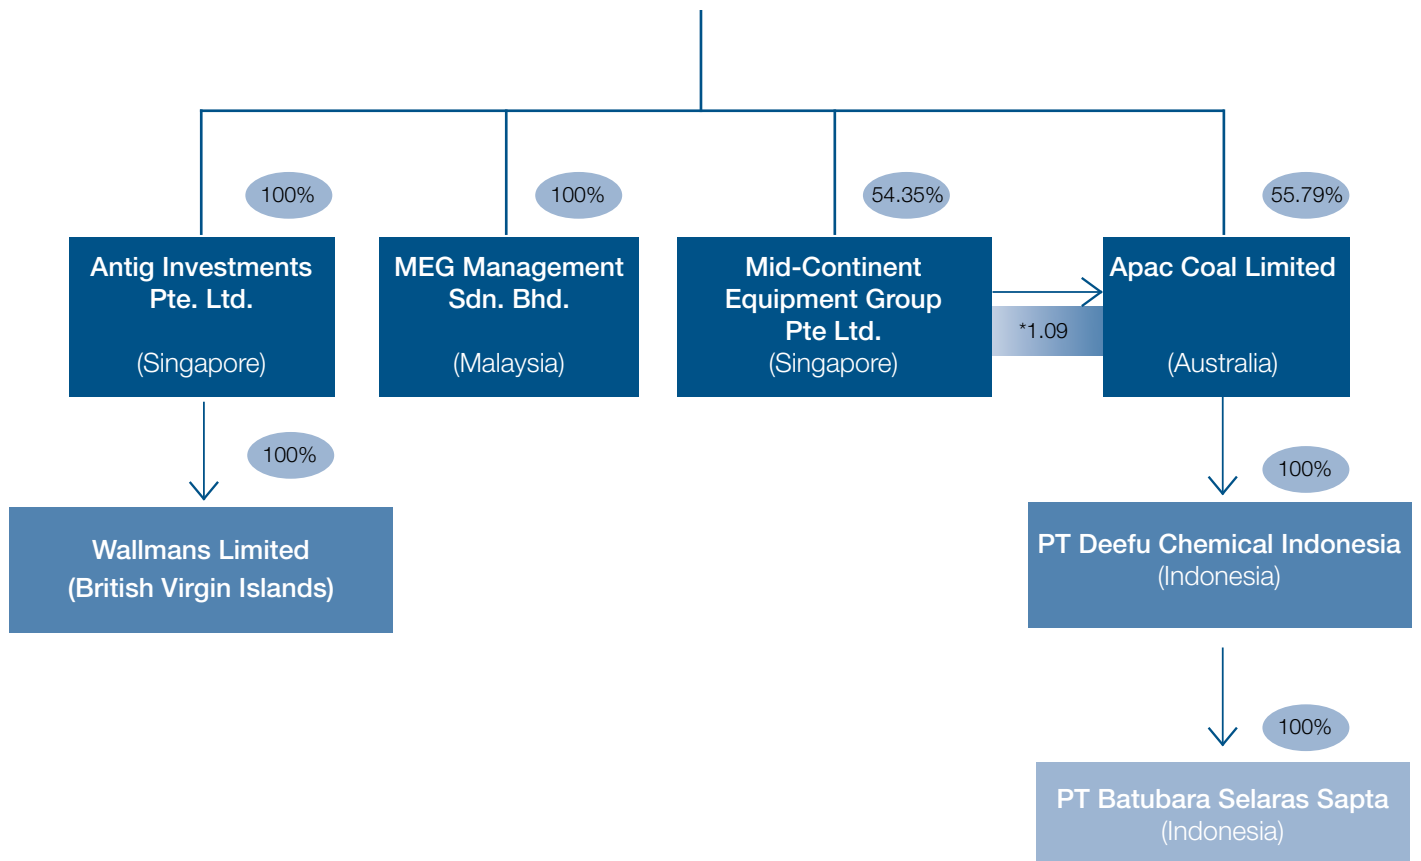 100%
100%
54.35%
55.79%
Antig Investments
Pte. Ltd.
(Singapore)
MEG Management
Sdn. Bhd.
(Malaysia)
Mid-Continent
Equipment Group
Pte Ltd.
(Singapore)
*1.09
Apac Coal Limited
(Australia)
100%
100%
Wallmans Limited
(British Virgin Islands)
PT Deefu Chemical Indonesia
(Indonesia)
100%
PT Batubara Selaras Sapta
(Indonesia)